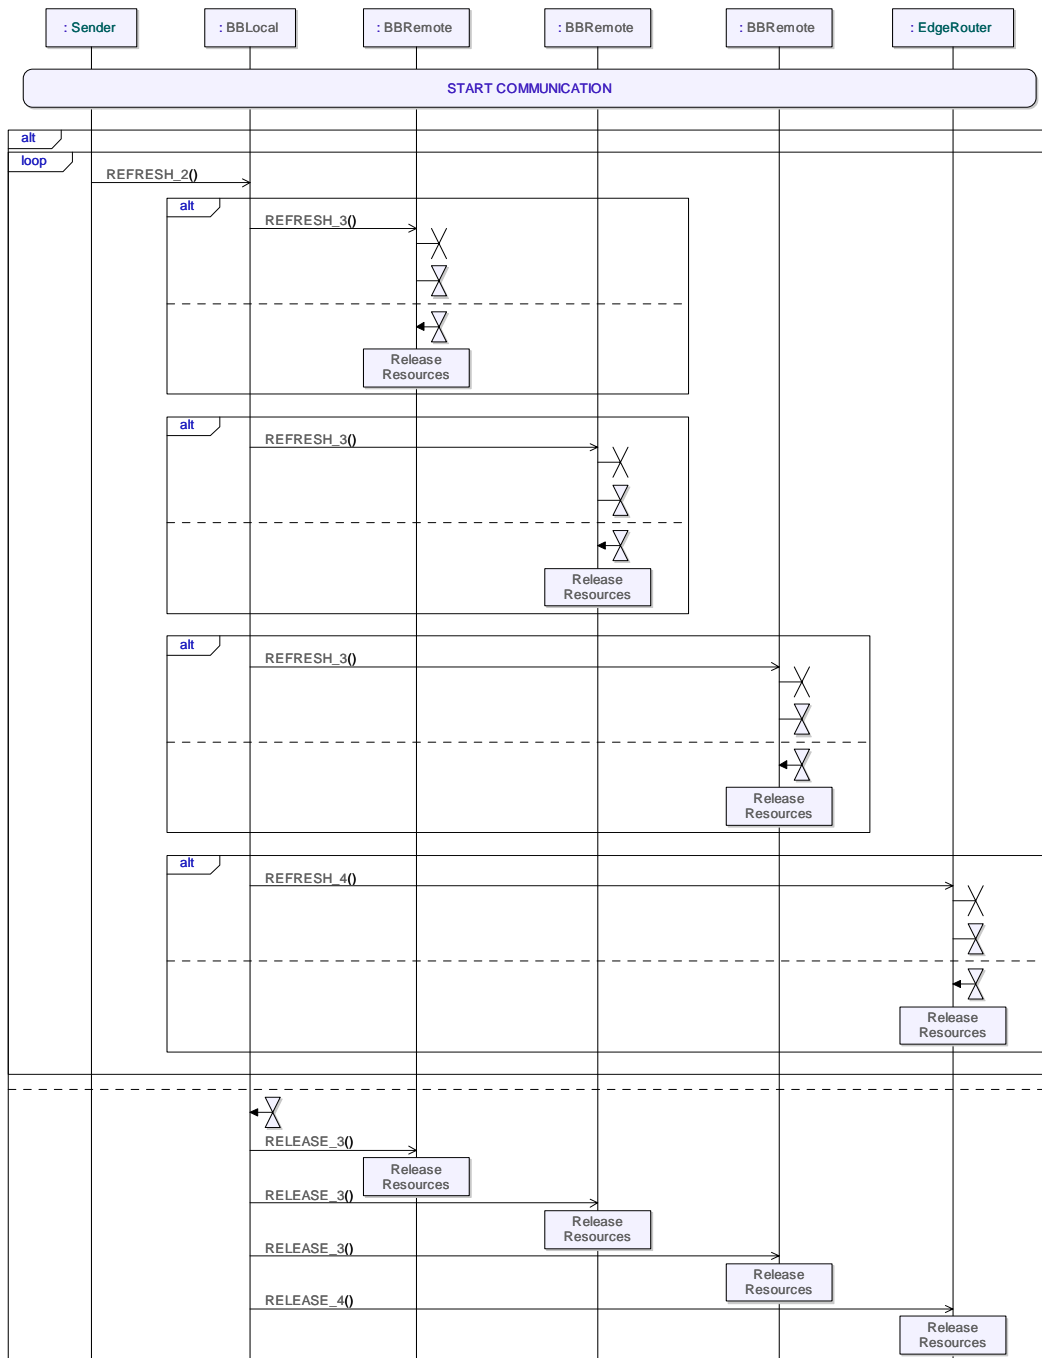 : Sender
: BBLocal
: BBRemote
: BBRemote
: BBRemote
: EdgeRouter
START COMMUNICATION
alt
loop
REFRESH_2()
alt
REFRESH_3()
Release
Resources
alt
REFRESH_3()
Release
Resources
alt
REFRESH_3()
Release
Resources
alt
REFRESH_4()
Release
Resources
RELEASE_3()
Release
Resources
RELEASE_3()
Release
Resources
RELEASE_3()
Release
Resources
RELEASE_4()
Release
Resources